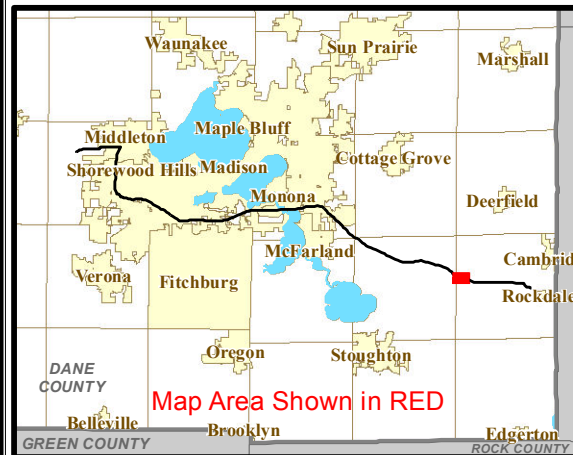 Waunakee
Sun Prairie
Marshall
Middleton
Maple Bluff
Shorewood Hills
Madison
Cottage Grove
Monona
Deerfield
McFarland
Cambrid
Verona
Fitchburg
Rockdale
Oregon
Stoughton
DANE
COUNTY
Map Area Shown in RED
Belleville
Brooklyn
Edgerton
GREEN COUNTY
ROCK COUNTY